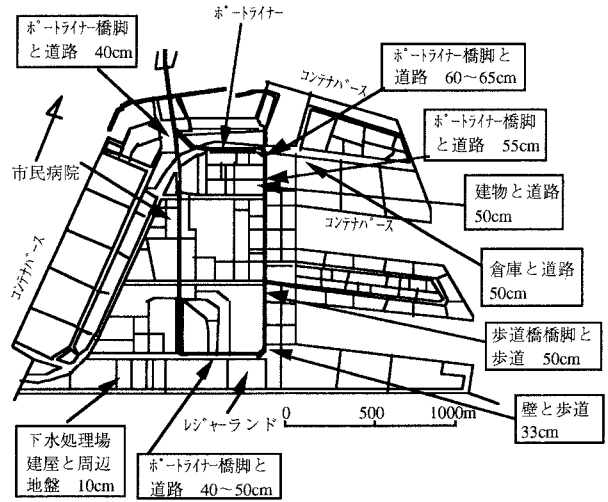 ポートライナー橋脚
と道路 40cm
ポートライナー
ポートライナー橋脚と
道路 60～65cm
コンテナバース
ポートライナー橋脚
と道路 55cm
市民病院
建物と道路
50cm
コンテナバース
コンテナバース
倉庫と道路
50cm
歩道橋橋脚と
歩道 50cm
レジャーランド
0 500 1000m
壁と歩道
33cm
下水処理場
建屋と周辺
地盤 10cm
ポートライナー橋脚と
道路 40～50cm